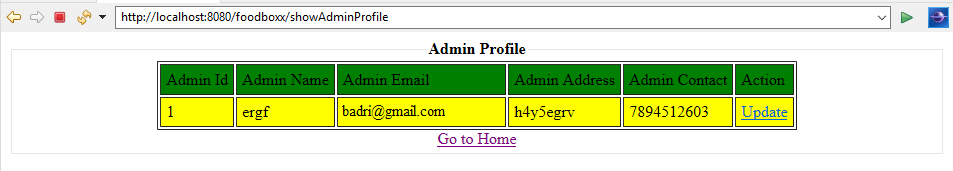 http://localhost:8080/foodboxx/showAdminProfile
Admin Profile
Admin Id Admin Name Admin Email Admin Address Admin Contact Action
1 ergf badri@gmail.com h4y5egrv 7894512603 Update
Go to Home